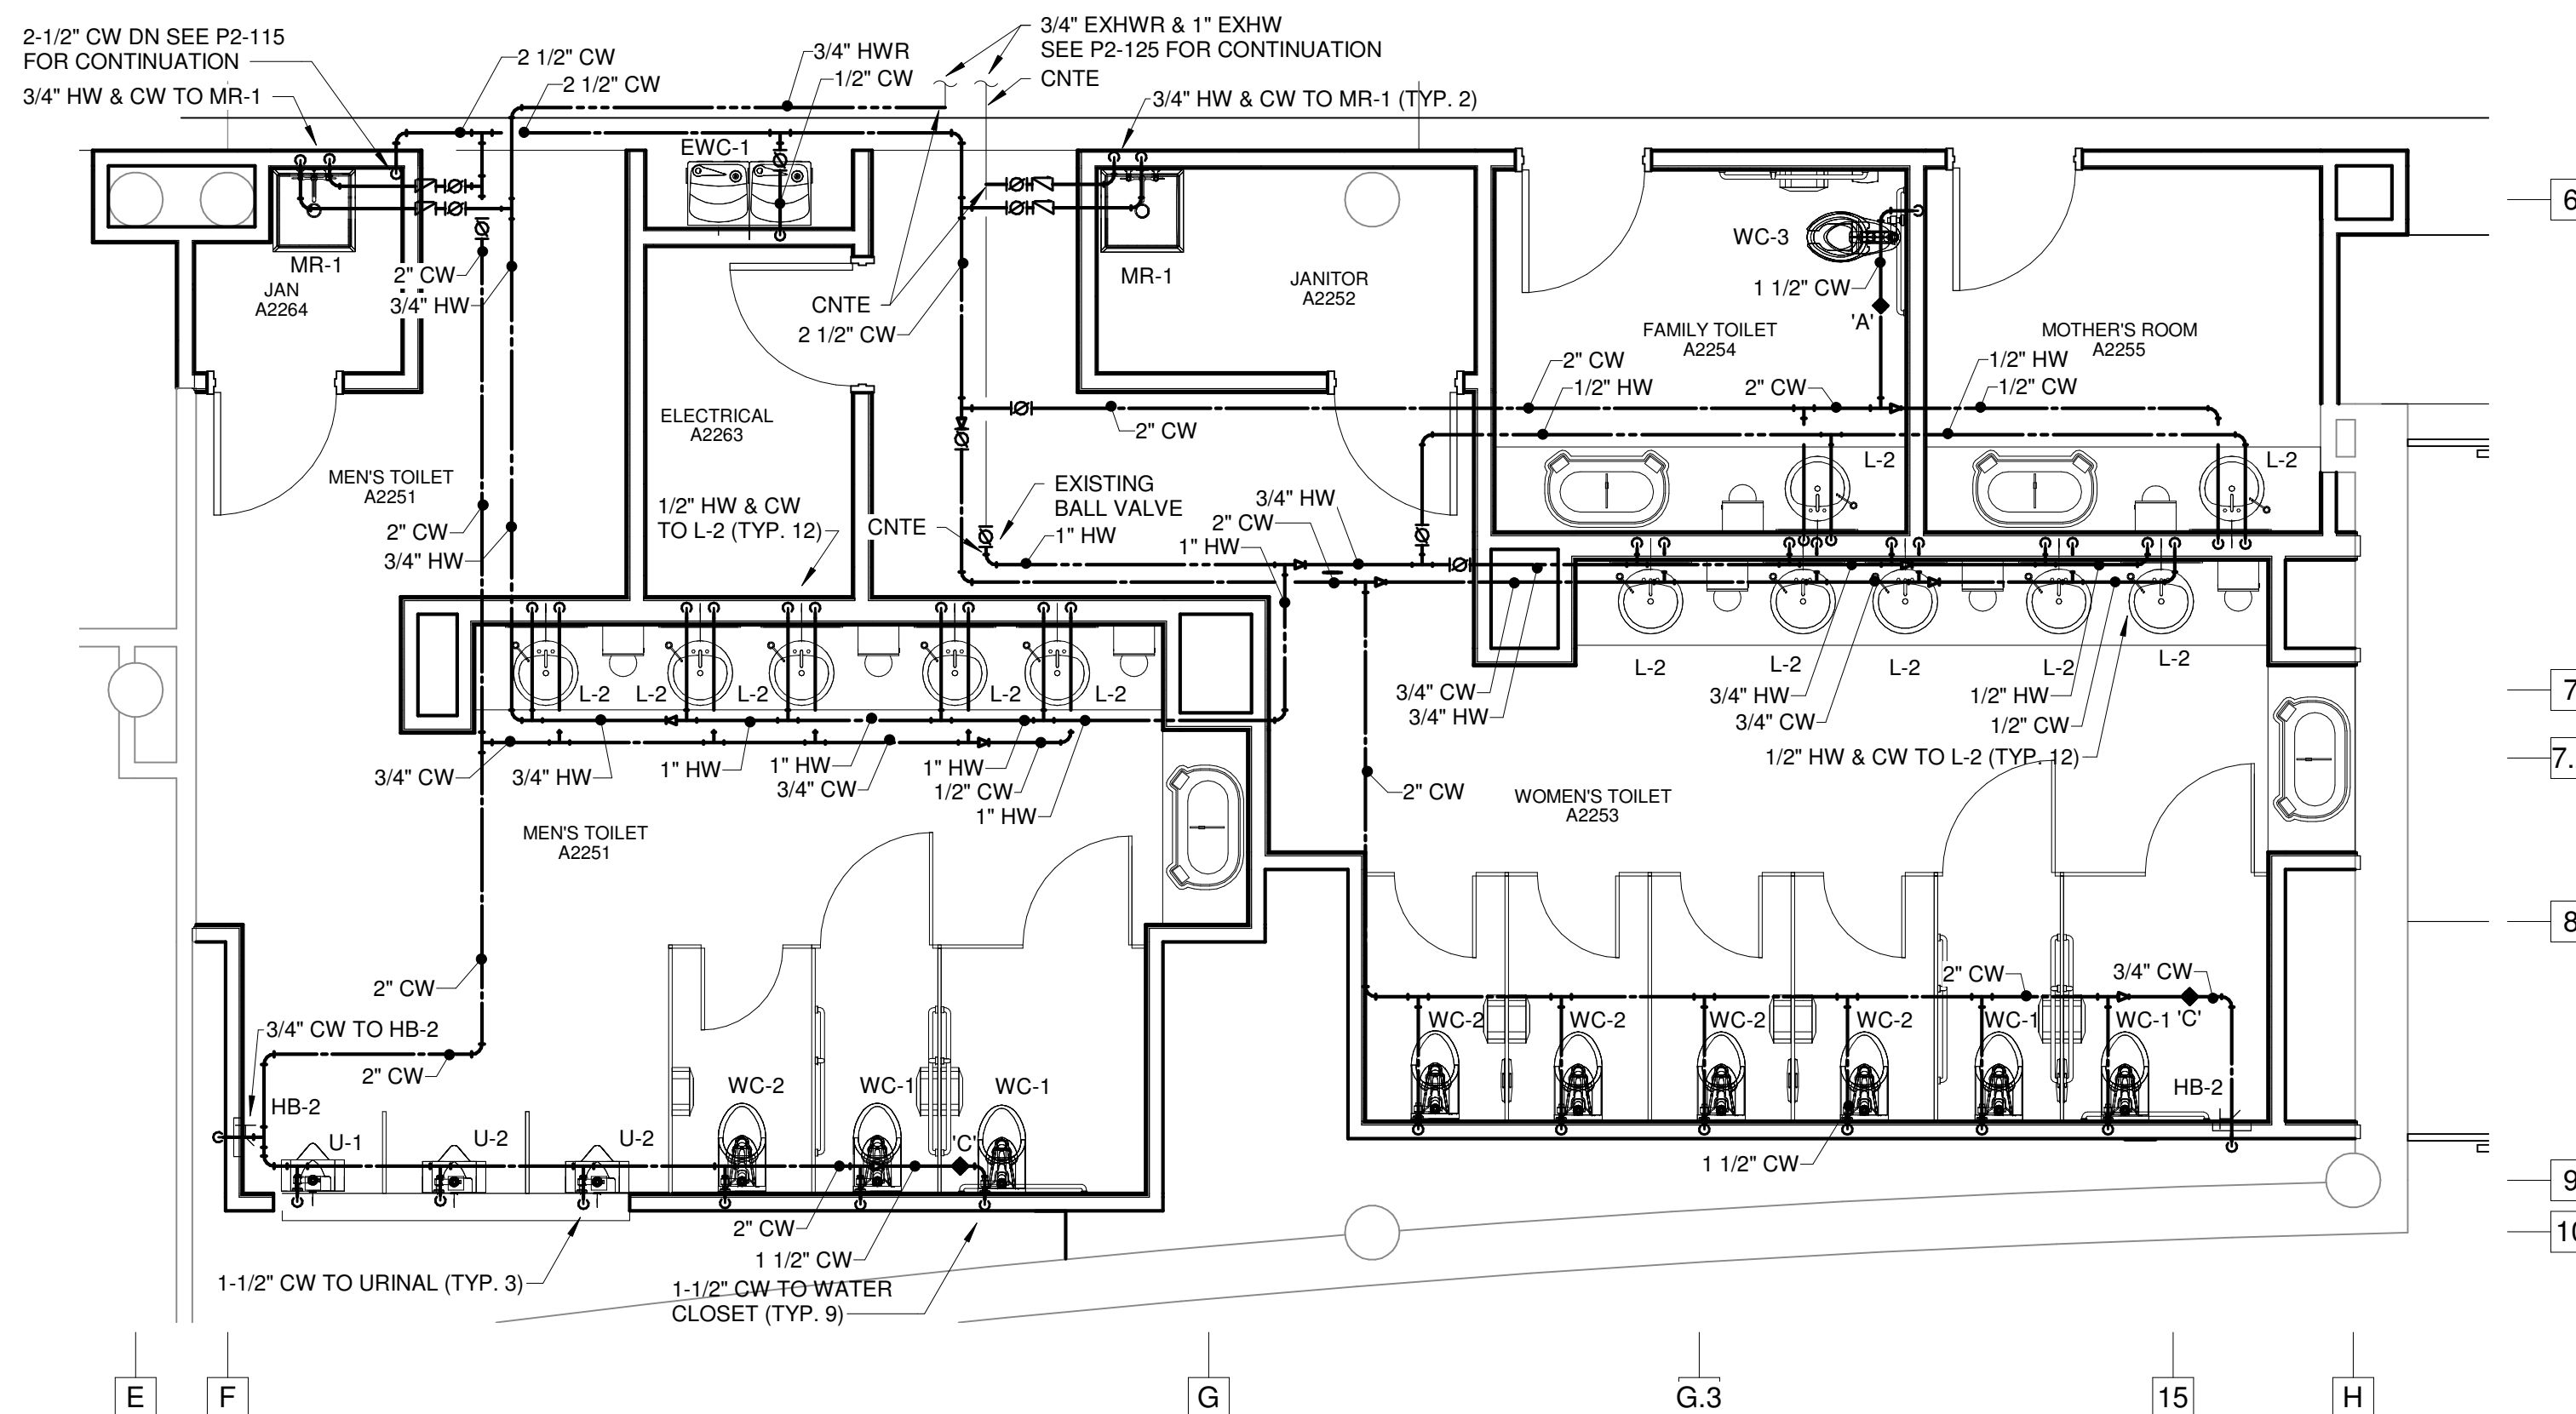 2-1/2" CW DN SEE P2-115
FOR CONTINUATION
3/4" HW & CW TO MR-1
2 1/2" CW
2 1/2" CW
3/4" HWR
1/2" CW
3/4" EXHWR & 1" EXHW
SEE P2-125 FOR CONTINUATION
CNTE
3/4" HW & CW TO MR-1 (TYP. 2)
EWC-1
MR-1
JAN
A2264
2" CW
3/4" HW
CNTE
2 1/2" CW
MR-1
JANITOR
A2252
WC-3
1 1/2" CW
'A'
FAMILY TOILET
A2254
MOTHER'S ROOM
A2255
2" CW
1/2" HW
2" CW
1/2" HW
1/2" CW
2" CW
ELECTRICAL
A2263
MEN'S TOILET
A2251
L-2
L-2
2" CW
3/4" HW
1/2" HW & CW
TO L-2 (TYP. 12)
CNTE
EXISTING
BALL VALVE
1" HW
3/4" HW
2" CW
1" HW
L-2
L-2
L-2
L-2
L-2
L-2
L-2
L-2
L-2
L-2
3/4" CW
3/4" HW
3/4" HW
3/4" CW
1/2" HW
1/2" CW
1/2" HW & CW TO L-2 (TYP. 12)
3/4" CW
3/4" HW
1" HW
1" HW
3/4" CW
1" HW
1/2" CW
1" HW
2" CW
WOMEN'S TOILET
A2253
MEN'S TOILET
A2251
2" CW
3/4" CW TO HB-2
2" CW
HB-2
U-1
U-2
U-2
WC-2
WC-1
WC-1
'C'
2" CW
3/4" CW
WC-2
WC-2
WC-2
WC-2
WC-1
WC-1
'C'
HB-2
1 1/2" CW
2" CW
1 1/2" CW
1-1/2" CW TO URINAL (TYP. 3)
1-1/2" CW TO WATER
CLOSET (TYP. 9)
6
7
7.
8
9
10
E
F
G
G.3
15
H